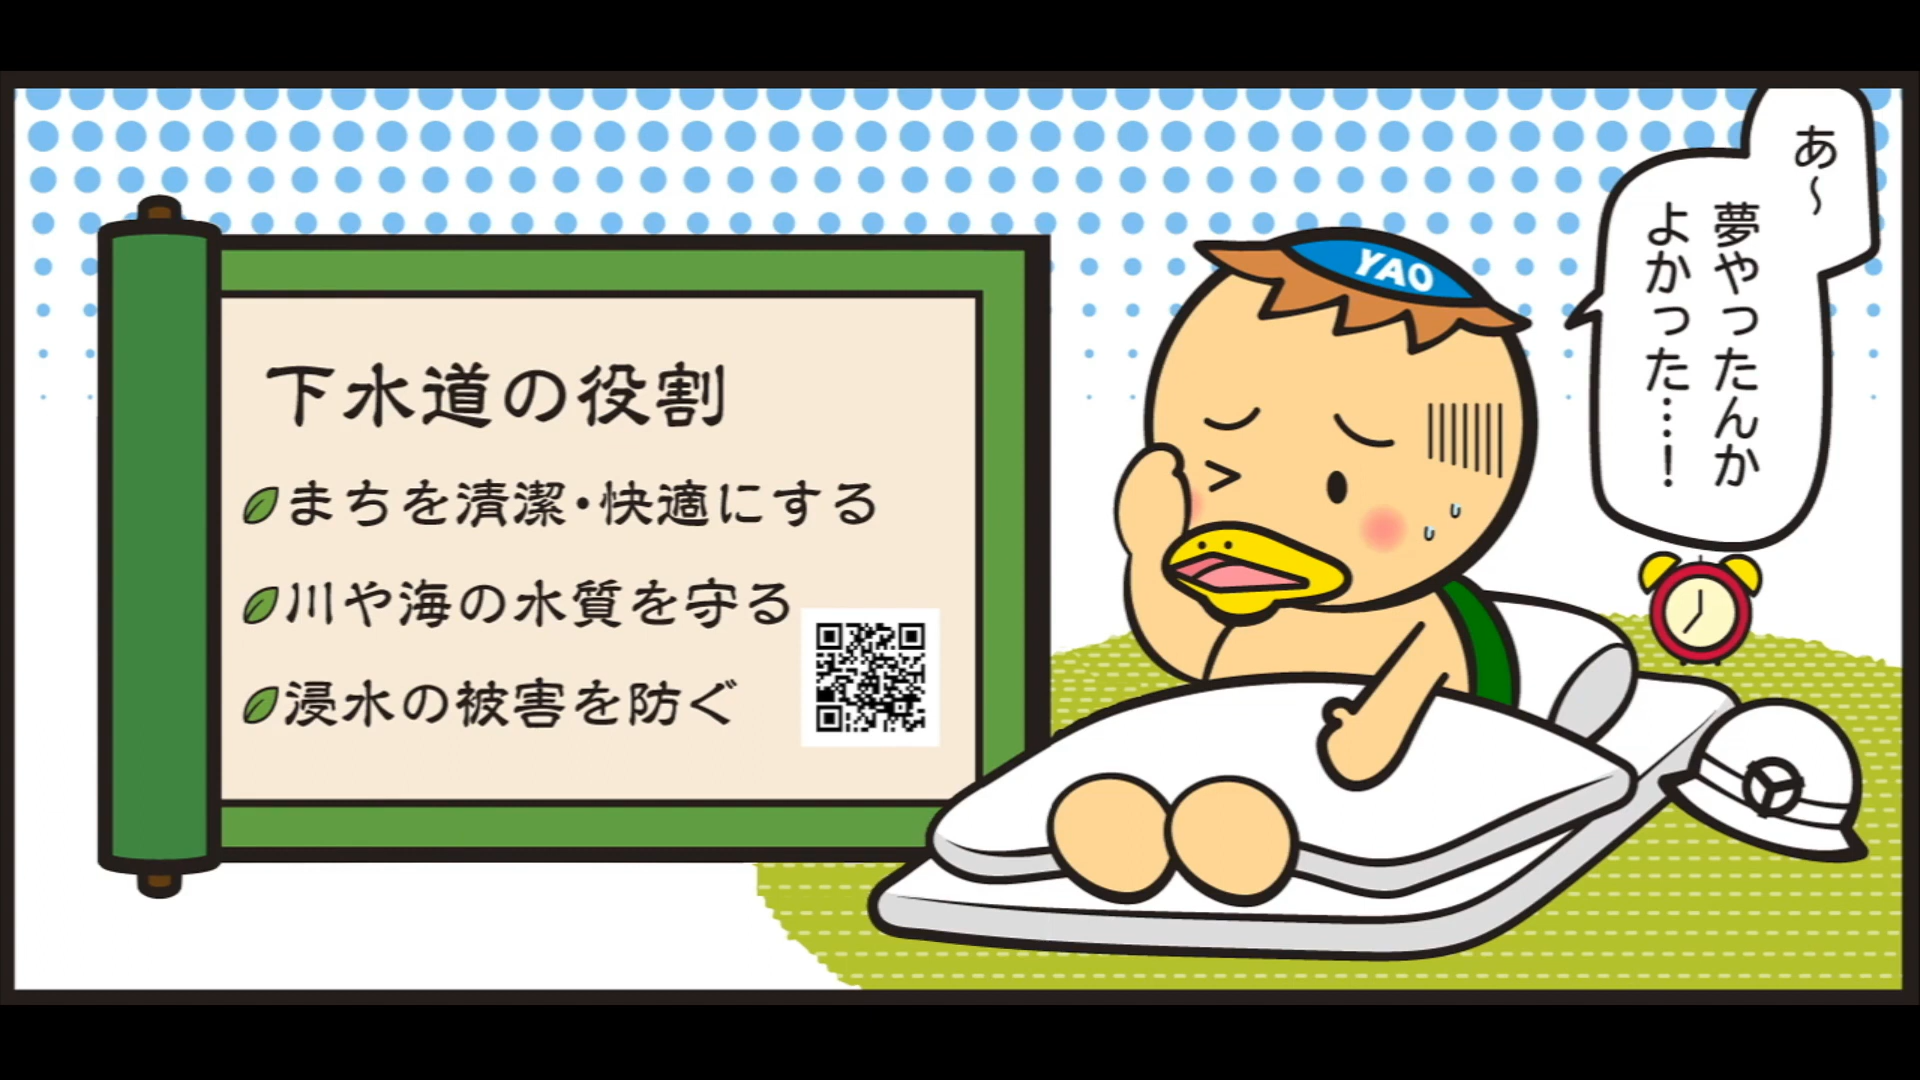 下水道の役割
まちを清潔・快適にする
川や海の水質を守る
浸水の被害を防ぐ
YAO
あ～
夢やったんか
よかった…！